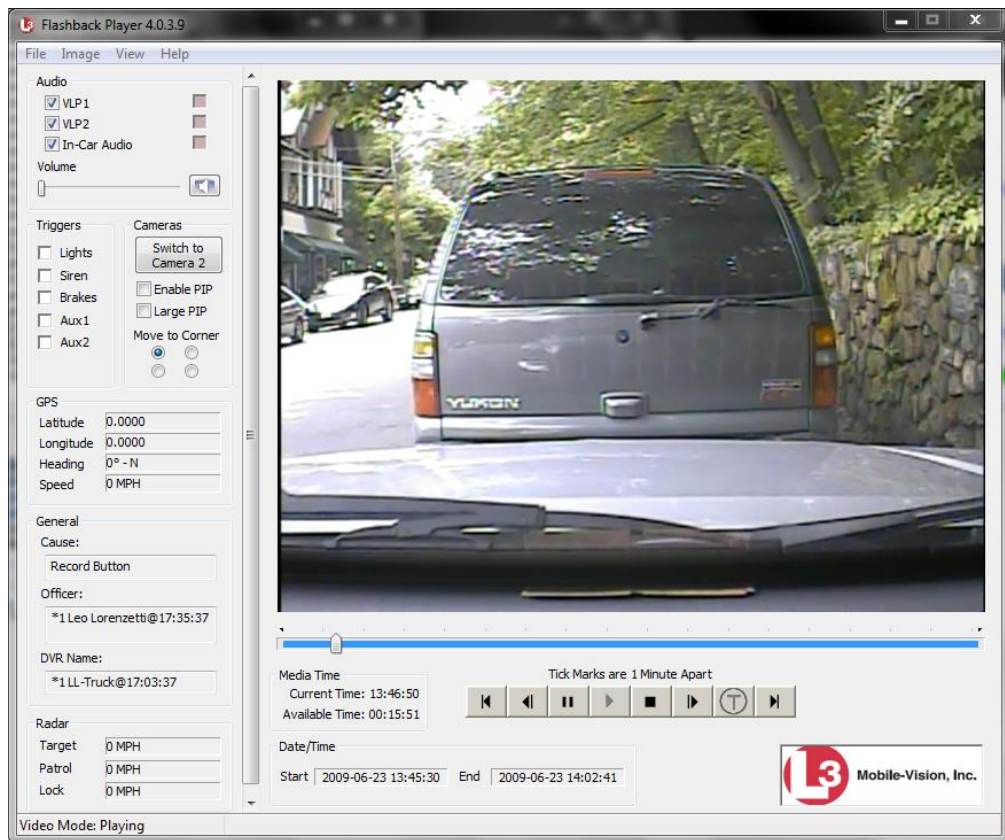 Flashback Player 4.0.3.9
File Image View Help
Audio
VLP1
VLP2
In-Car Audio
Volume
Triggers
Lights
Siren
Brakes
Aux1
Aux2
Cameras
Switch to
Camera 2
Enable PIP
Large PIP
Move to Corner
GPS
Latitude 0.0000
Longitude 0.0000
Heading 0° - N
Speed 0 MPH
General
Cause:
Record Button
Officer:
*1 Leo Lorenzetti@17:35:37
DVR Name:
*1 LL-Truck@17:03:37
Radar
Target 0 MPH
Patrol 0 MPH
Lock 0 MPH
YUKON
Media Time
Current Time: 13:46:50
Available Time: 00:15:51
Tick Marks are 1 Minute Apart
T
Date/Time
Start 2009-06-23 13:45:30 End 2009-06-23 14:02:41
L3 Mobile-Vision, Inc.
Video Mode: Playing